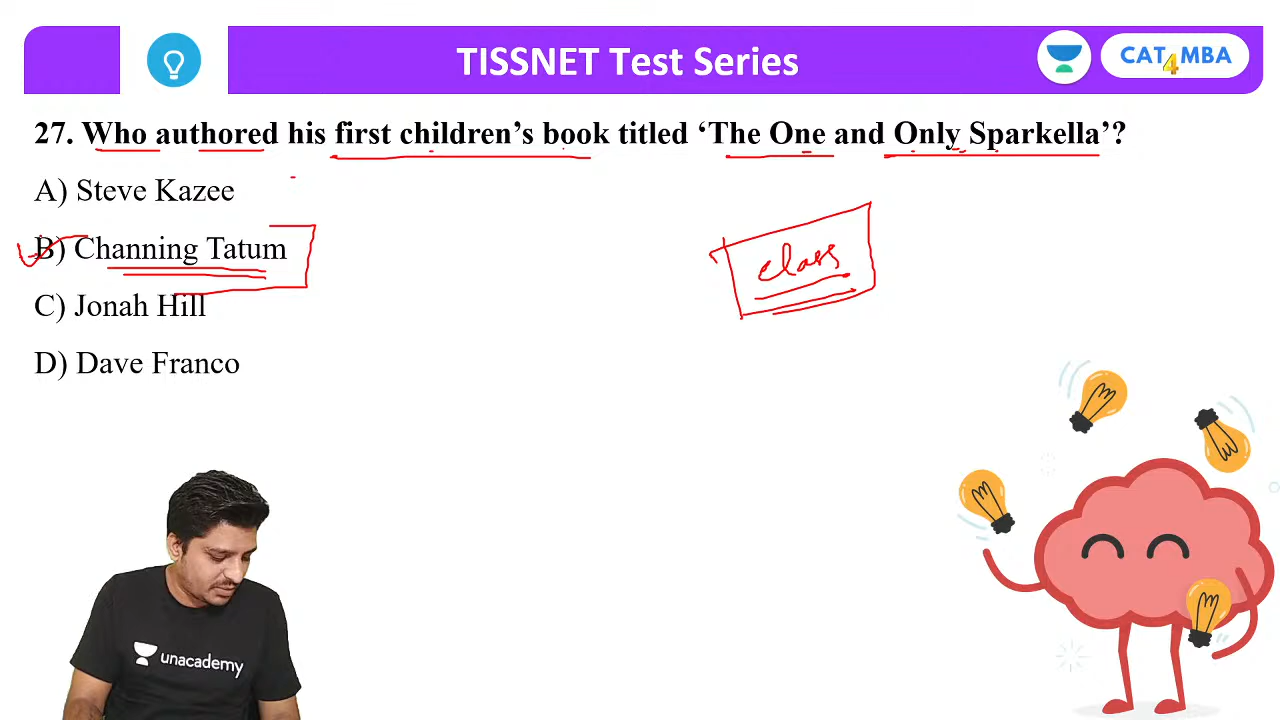 TISSNET Test Series
CAT4MBA
27. Who authored his first children's book titled 'The One and Only Sparkella'?
A) Steve Kazee
B) Channing Tatum
class
C) Jonah Hill
D) Dave Franco
unacademy